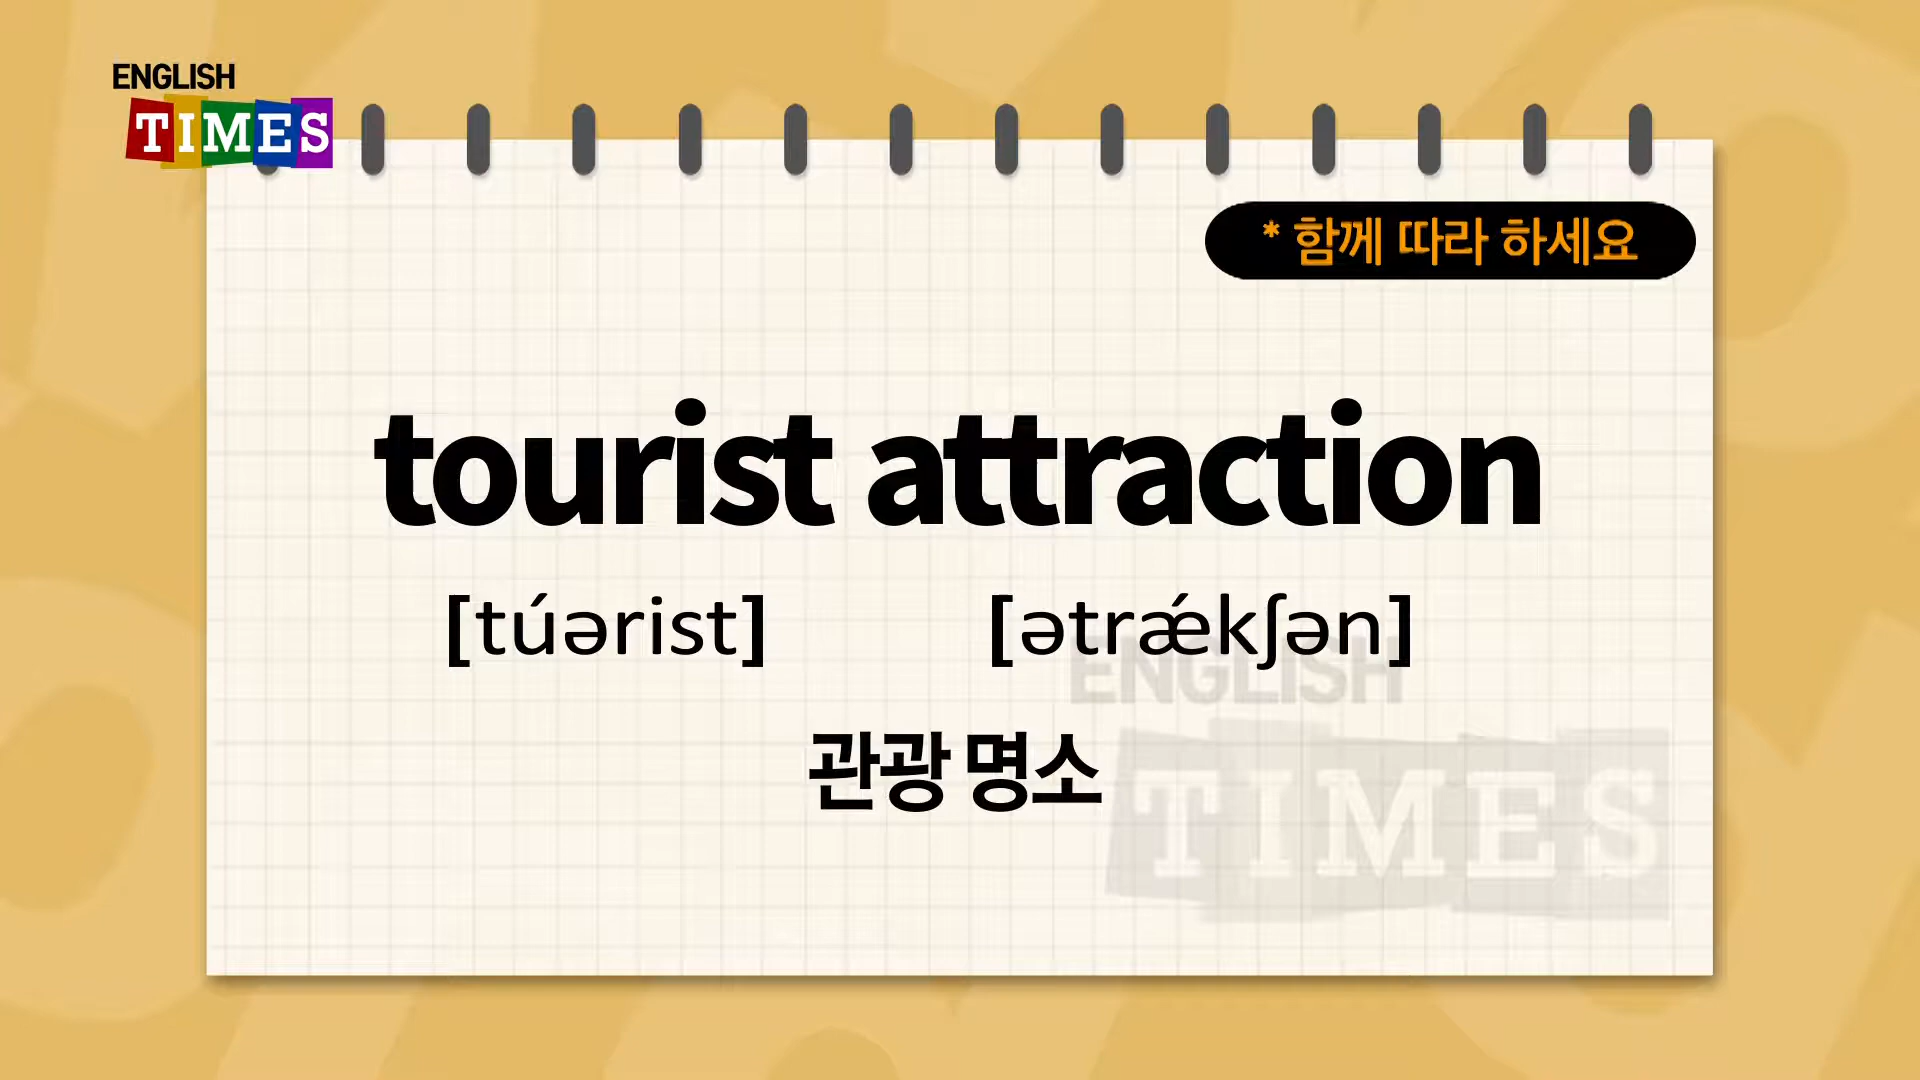 ENGLISH
TIMES
* 함께 따라 하세요
tourist attraction
[túərist] [ətrǽkʃən]
관광 명소
ENGLISH
TIMES